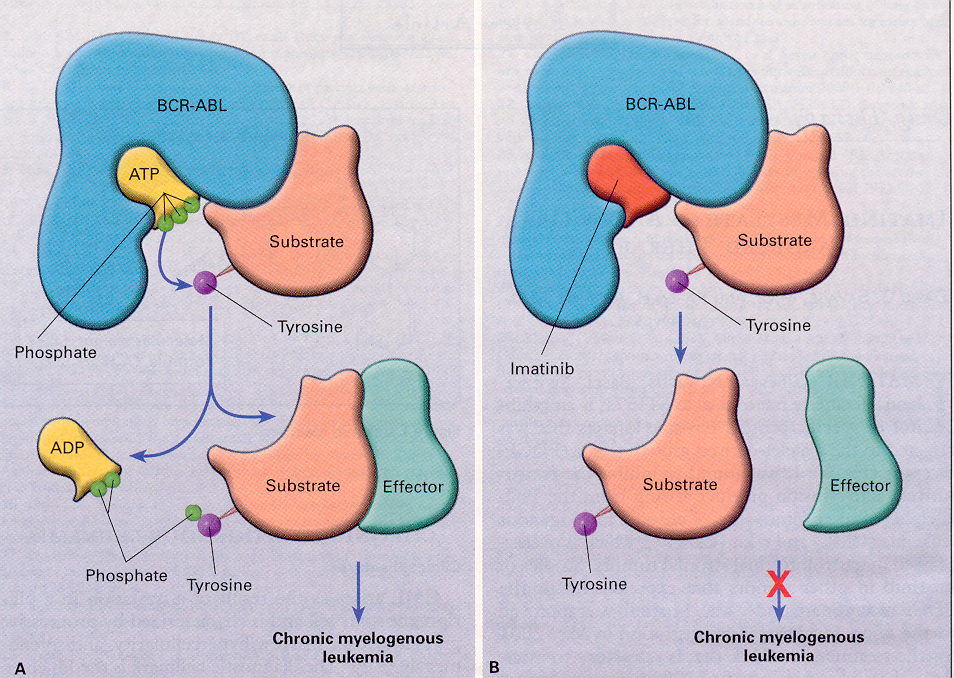 BCR-ABL
ATP
Substrate
Tyrosine
Phosphate
ADP
Substrate
Effector
Phosphate
Tyrosine
Chronic myelogenous
leukemia
A
BCR-ABL
Substrate
Tyrosine
Imatinib
Substrate
Effector
Tyrosine
X
Chronic myelogenous
leukemia
B